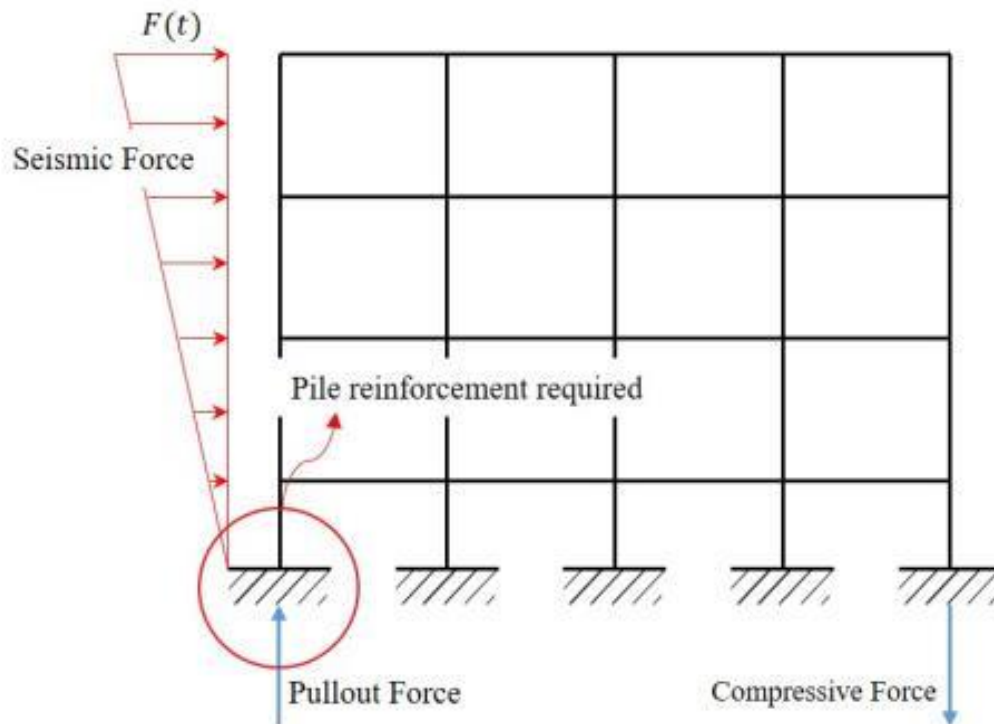 F(t)
Seismic Force
Pile reinforcement required
Pullout Force
Compressive Force